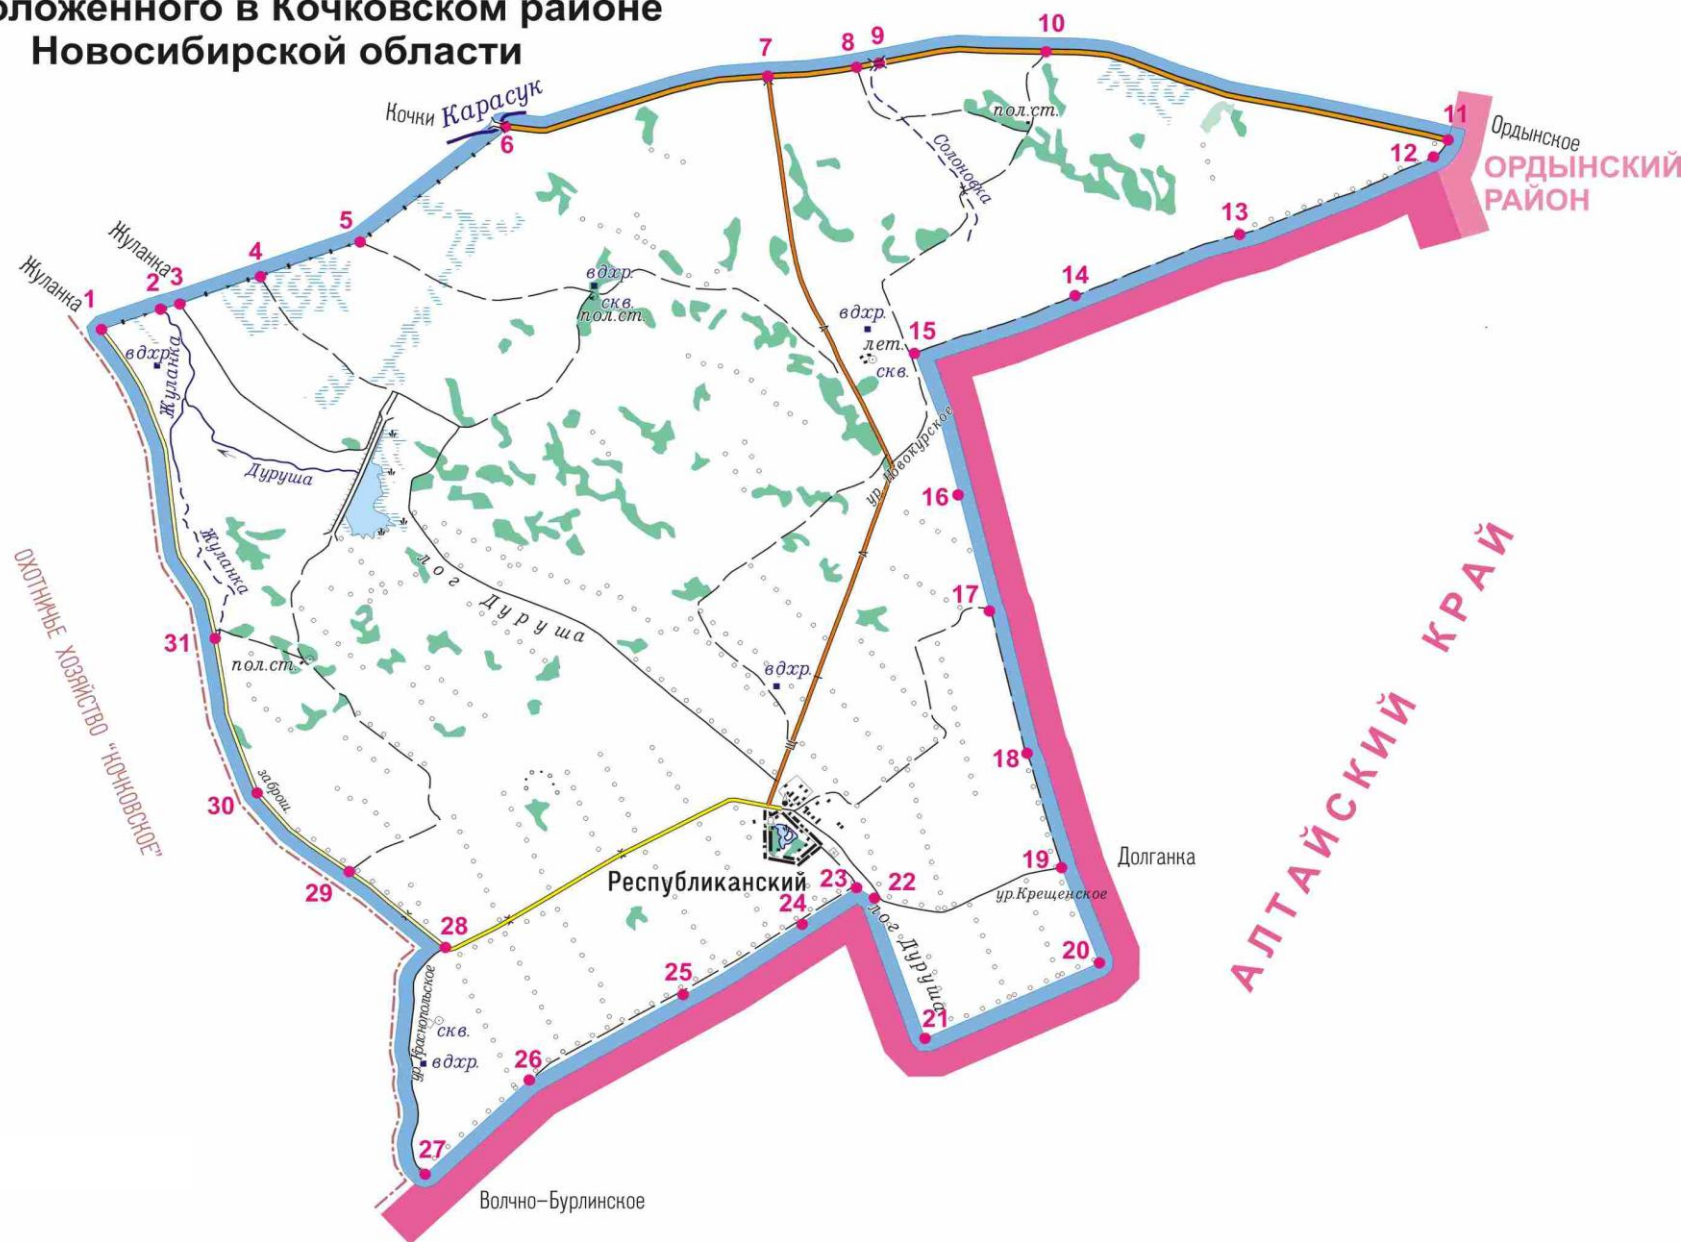 оложенного в Кочковском районе
Новосибирской области
Кочки
Карасук
6
7
8
9
10
11
Ордынское
12
ОРДЫНСКИЙ
РАЙОН
пол.ст.
Солоновка
13
14
Жуланка
Жуланка
1
2
3
4
5
вдхр.
Жуланка
вдхр.
скв.
пол.ст.
вдхр.
лет.
скв.
15
ур. Новокурское
16
Дуруша
Жуланка
лог Дуруша
17
ОХОТНИЧЬЕ ХОЗЯЙСТВО "КОЧКОВСКОЕ"
31
пол.ст.
вдхр.
18
АЛТАЙСКИЙ КРАЙ
30
заброш.
29
Республиканский
23
22
24
19
Долганка
ур.Крещенское
лог Дуруша
20
28
25
21
ур. Краснопольское
скв.
вдхр.
26
27
Волчно-Бурлинское